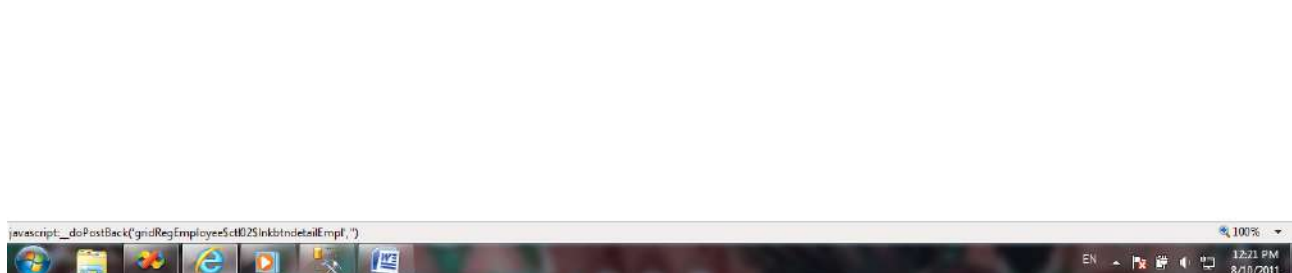 javascript:__doPostBack('gridRegEmployee$ctl02$lnkbtndetailEmpl','')
100%
EN
12:21 PM
8/10/2011